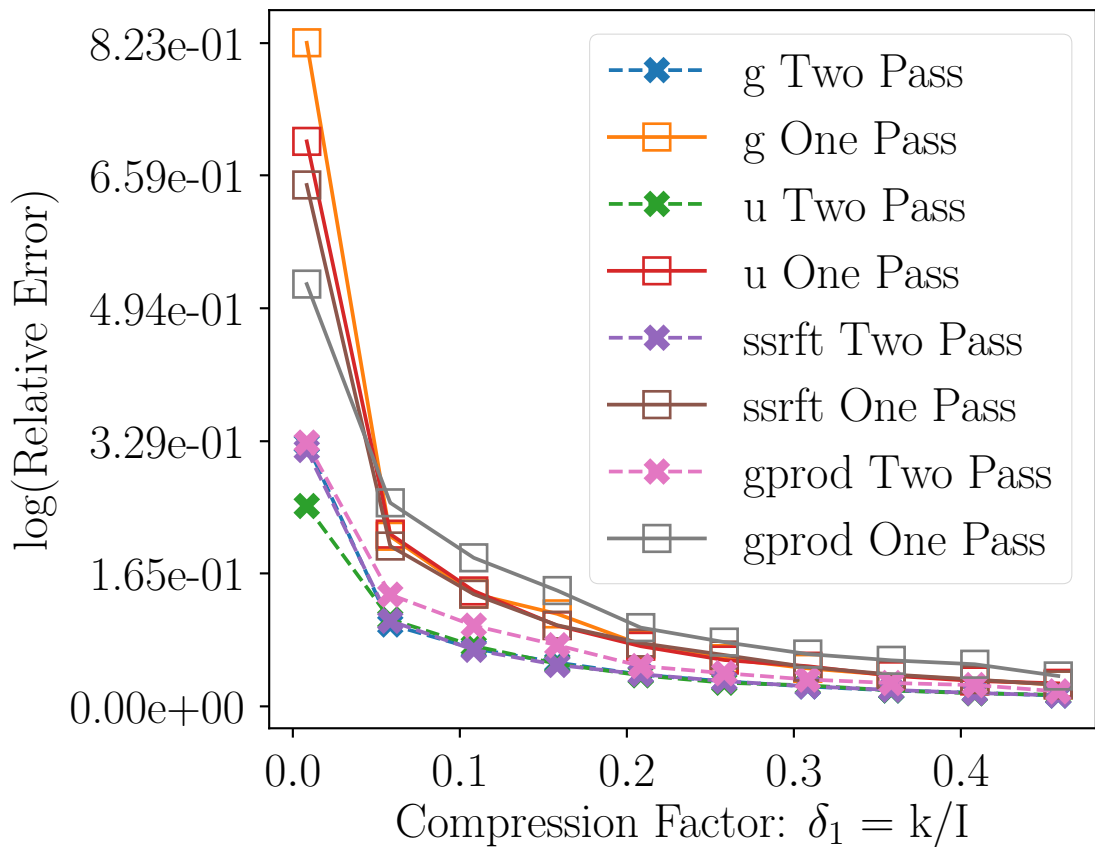 8.23e-01
6.59e-01
4.94e-01
3.29e-01
1.65e-01
0.00e+00
log(Relative Error)
g Two Pass
g One Pass
u Two Pass
u One Pass
ssrft Two Pass
ssrft One Pass
gprod Two Pass
gprod One Pass
0.0 0.1 0.2 0.3 0.4
Compression Factor: δ₁ = k/I